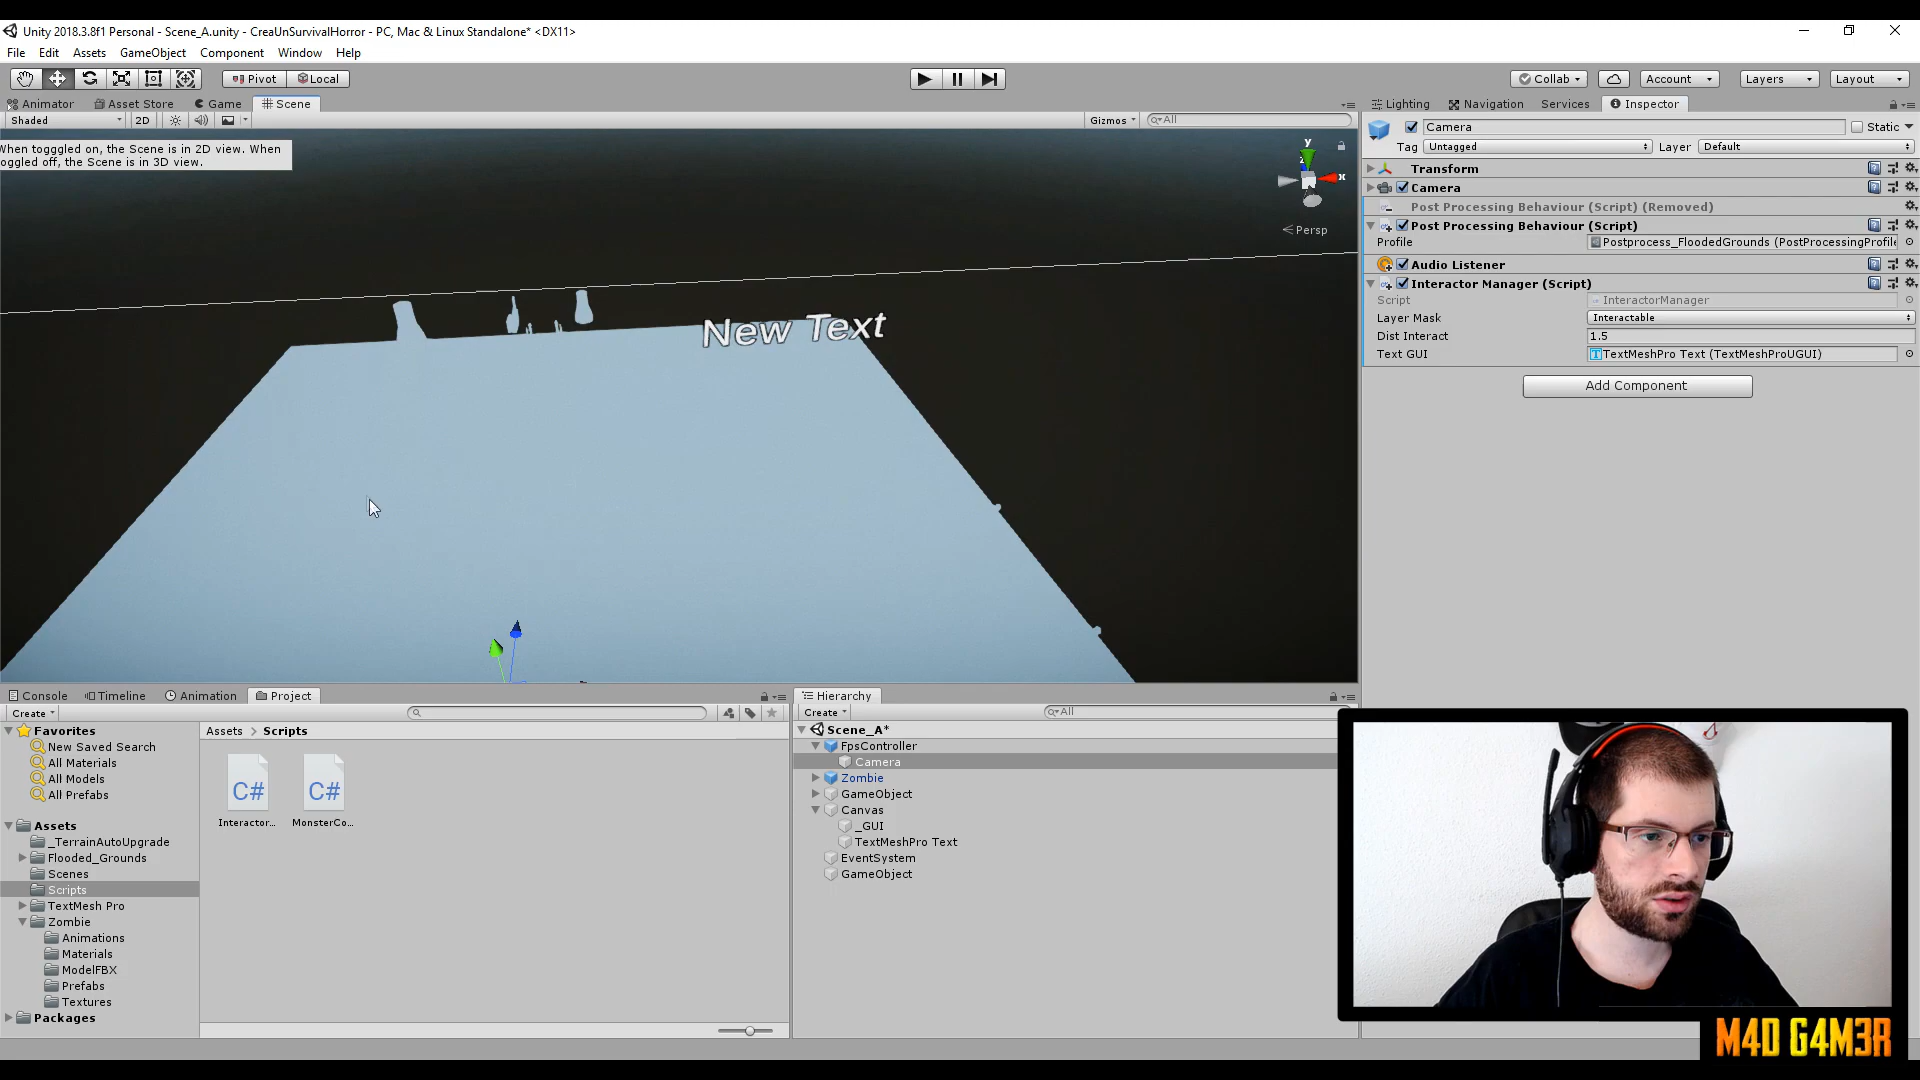 Unity 2018.3.8f1 Personal - Scene_A.unity - CreaUnSurvivalHorror - PC, Mac & Linux Standalone* <DX11>
File Edit Assets GameObject Component Window Help
Pivot Local Collab Account Layers Layout
Animator Asset Store Game Scene Lighting Navigation Services Inspector
Shaded 2D Gizmos All
When togggled on, the Scene is in 2D view. When
oggled off, the Scene is in 3D view.
y
z
x
Persp
New Text
Camera Static
Tag Untagged Layer Default
Transform
Camera
Post Processing Behaviour (Script) (Removed)
Post Processing Behaviour (Script)
Profile Postprocess_FloodedGrounds (PostProcessingProfile
Audio Listener
Interactor Manager (Script)
Script InteractorManager
Layer Mask Interactable
Dist Interact 1.5
Text GUI TextMeshPro Text (TextMeshProUGUI)
Add Component
Console Timeline Animation Project
Create
Favorites
New Saved Search
All Materials
All Models
All Prefabs
Assets
_TerrainAutoUpgrade
Flooded_Grounds
Scenes
Scripts
TextMesh Pro
Zombie
Animations
Materials
ModelFBX
Prefabs
Textures
Packages
Assets > Scripts
C# C#
Interactor... MonsterCo...
Hierarchy
Create All
Scene_A*
FpsController
Camera
Zombie
GameObject
Canvas
_GUI
TextMeshPro Text
EventSystem
GameObject
M4D G4M3R